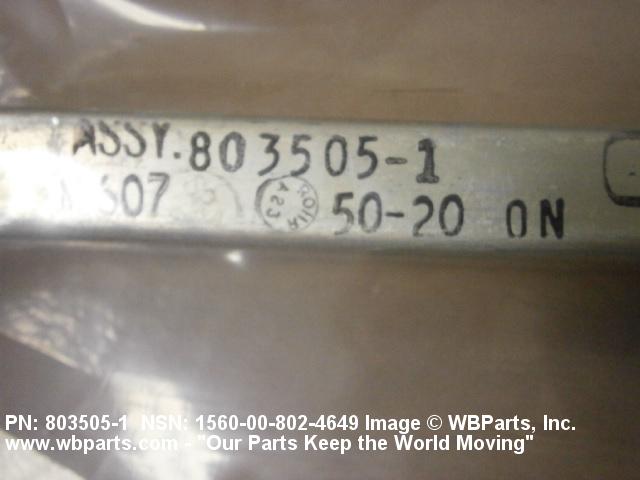 ASSY. 803505-1
607 50-20 ON
PN: 803505-1 NSN: 1560-00-802-4649 Image © WBParts, Inc.
www.wbparts.com - "Our Parts Keep the World Moving"